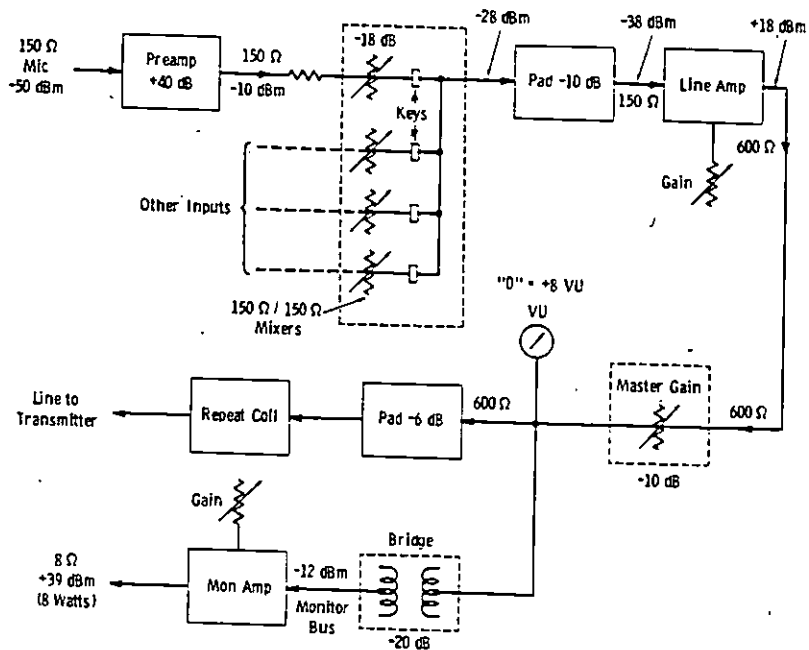 150 Ω
Mic
-50 dBm
Preamp
+40 dB
150 Ω
-10 dBm
-18 dB
Keys
-28 dBm
Pad -10 dB
-38 dBm
150 Ω
Line Amp
+18 dBm
600 Ω
Gain
Other Inputs
150 Ω / 150 Ω
Mixers
"0" = +8 VU
VU
Master Gain
600 Ω
-10 dB
600 Ω
Pad -6 dB
Repeat Coil
Line to
Transmitter
Gain
Bridge
8 Ω
+39 dBm
(8 Watts)
Mon Amp
-12 dBm
Monitor
Bus
-20 dB